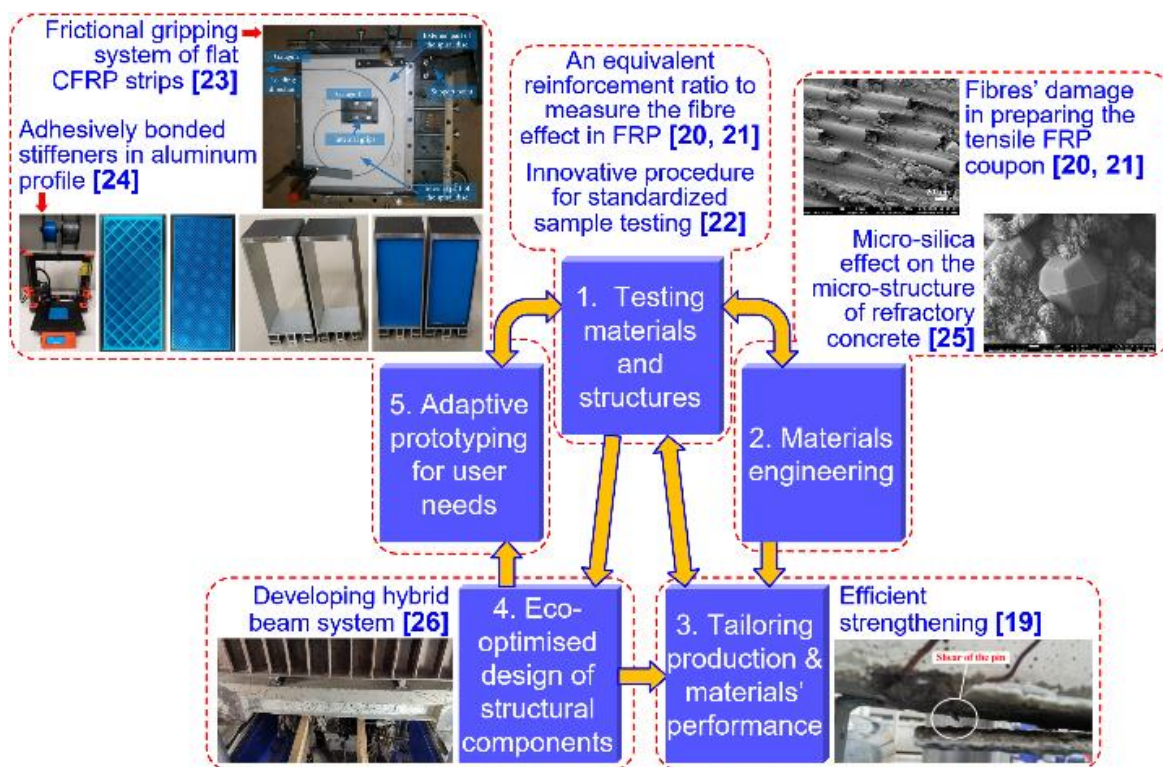 Frictional gripping
system of flat
CFRP strips [23]
Adhesively bonded
stiffeners in aluminum
profile [24]
An equivalent
reinforcement ratio to
measure the fibre
effect in FRP [20, 21]
Innovative procedure
for standardized
sample testing [22]
Fibres' damage
in preparing the
tensile FRP
coupon [20, 21]
Micro-silica
effect on the
micro-structure
of refractory
concrete [25]
1. Testing
materials
and
structures
5. Adaptive
prototyping
for user
needs
2. Materials
engineering
Developing hybrid
beam system [26]
4. Eco-
optimised
design of
structural
components
3. Tailoring
production &
materials'
performance
Efficient
strengthening [19]
Shear of the pin